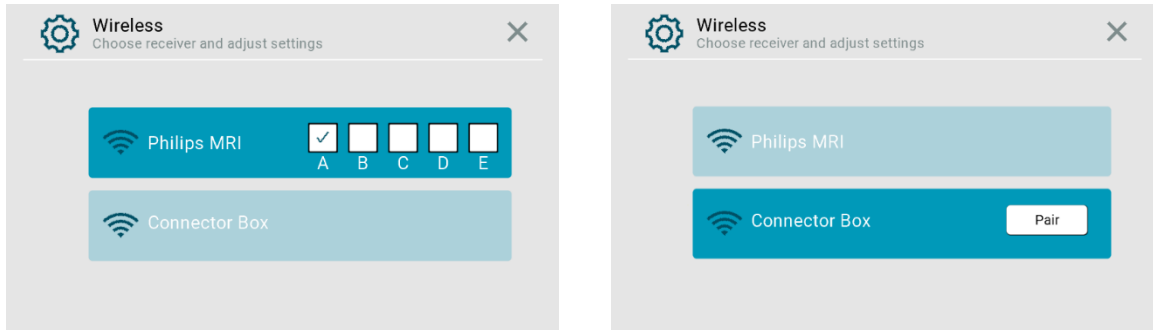 Wireless
Choose receiver and adjust settings
Philips MRI
A B C D E
Connector Box
Wireless
Choose receiver and adjust settings
Philips MRI
Connector Box
Pair